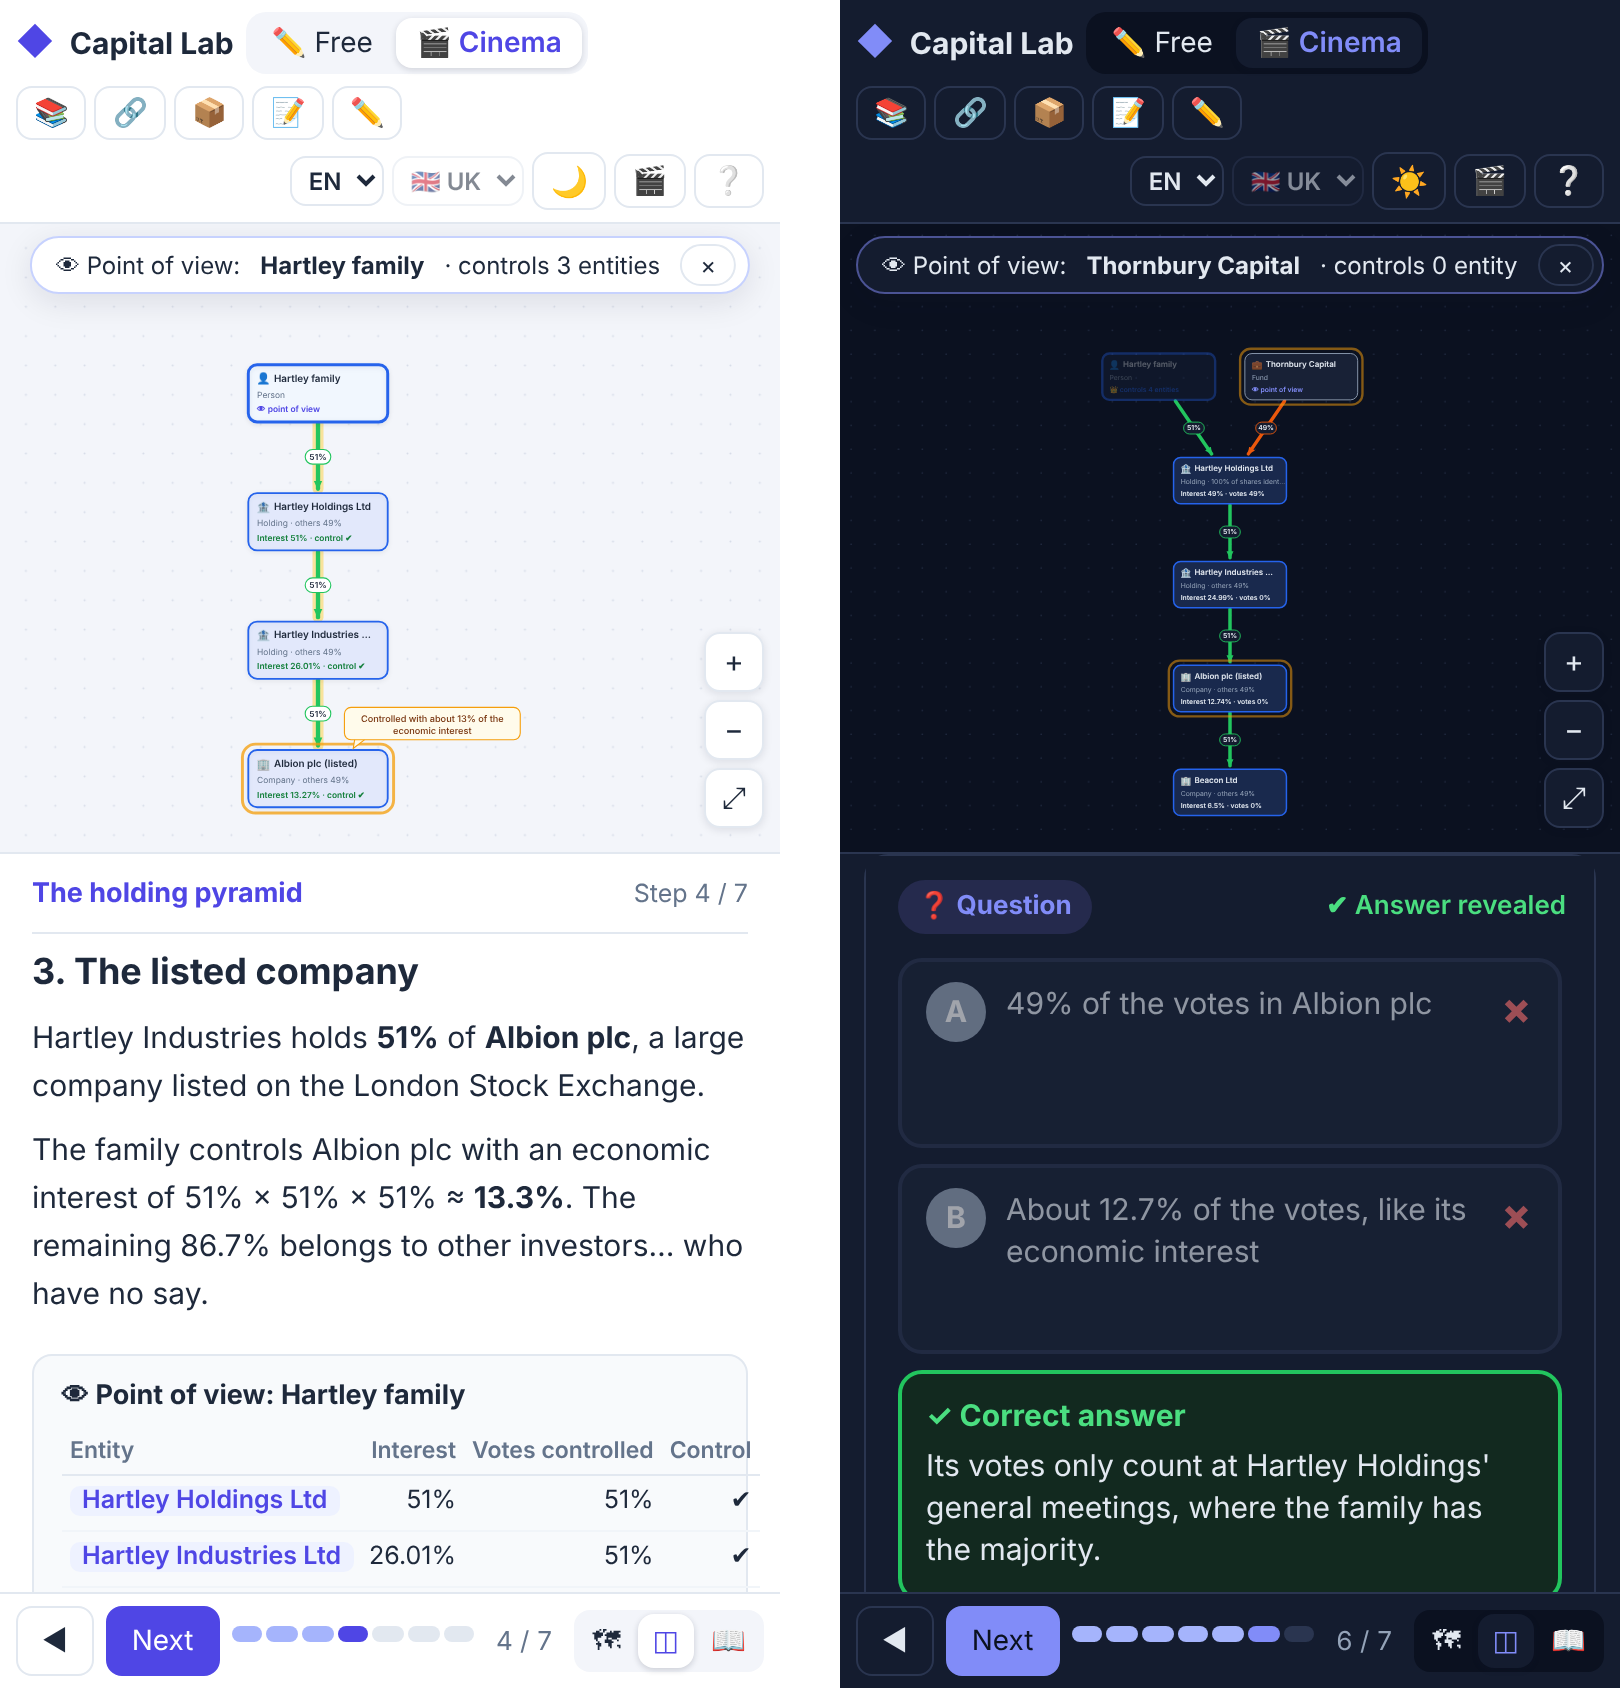 Capital Lab
Free
Cinema
EN
UK
Point of view: Hartley family · controls 3 entities ×
Hartley family
Person
point of view
51%
Hartley Holdings Ltd
Holding · others 49%
Interest 51% · control ✔
51%
Hartley Industries ...
Holding · others 49%
Interest 26.01% · control ✔
51%
Controlled with about 13% of the
economic interest
Albion plc (listed)
Company · others 49%
Interest 13.27% · control ✔
+
−
The holding pyramid
Step 4 / 7
3. The listed company
Hartley Industries holds 51% of Albion plc, a large
company listed on the London Stock Exchange.
The family controls Albion plc with an economic
interest of 51% × 51% × 51% ≈ 13.3%. The
remaining 86.7% belongs to other investors... who
have no say.
Point of view: Hartley family
Entity Interest Votes controlled Control
Hartley Holdings Ltd 51% 51% ✔
Hartley Industries Ltd 26.01% 51% ✔
Next
4 / 7
Capital Lab
Free
Cinema
EN
UK
Point of view: Thornbury Capital · controls 0 entity ×
Hartley family
Person
controls 4 entities
Thornbury Capital
Fund
point of view
51%
49%
Hartley Holdings Ltd
Holding · 100% of shares ident...
Interest 49% · votes 49%
51%
Hartley Industries ...
Holding · others 49%
Interest 24.99% · votes 0%
51%
Albion plc (listed)
Company · others 49%
Interest 12.74% · votes 0%
51%
Beacon Ltd
Company · others 49%
Interest 6.5% · votes 0%
+
−
Question
✔ Answer revealed
A 49% of the votes in Albion plc
B About 12.7% of the votes, like its
economic interest
✓ Correct answer
Its votes only count at Hartley Holdings'
general meetings, where the family has
the majority.
Next
6 / 7